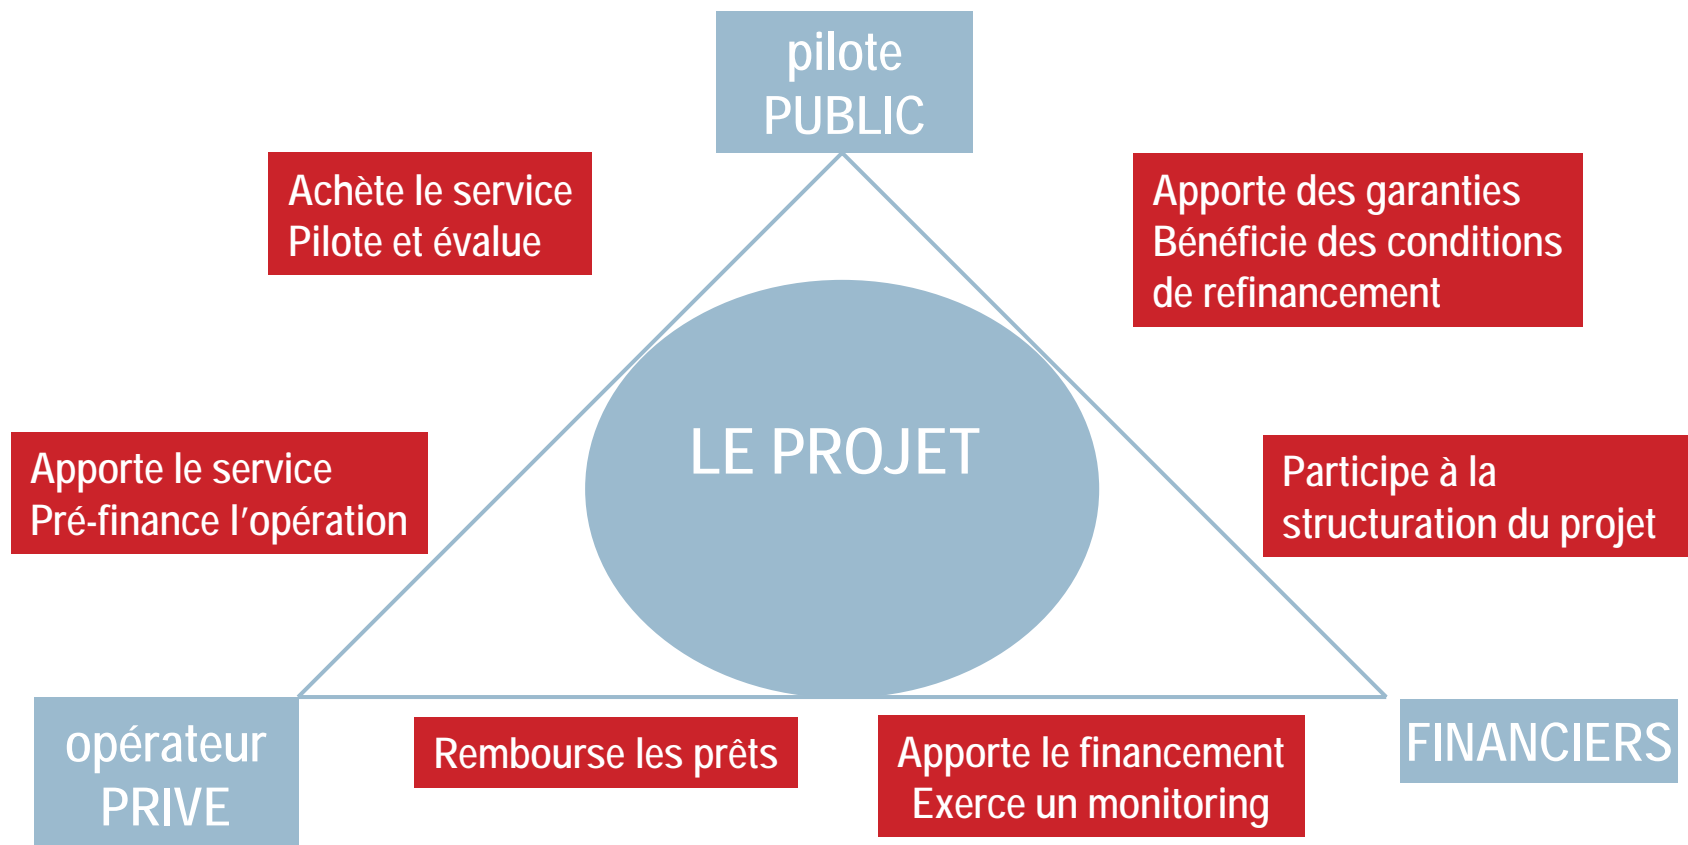 pilote
PUBLIC
Achète le service
Pilote et évalue
Apporte des garanties
Bénéficie des conditions
de refinancement
LE PROJET
Apporte le service
Pré-finance l’opération
Participe à la
structuration du projet
opérateur
PRIVE
Rembourse les prêts
Apporte le financement
Exerce un monitoring
FINANCIERS